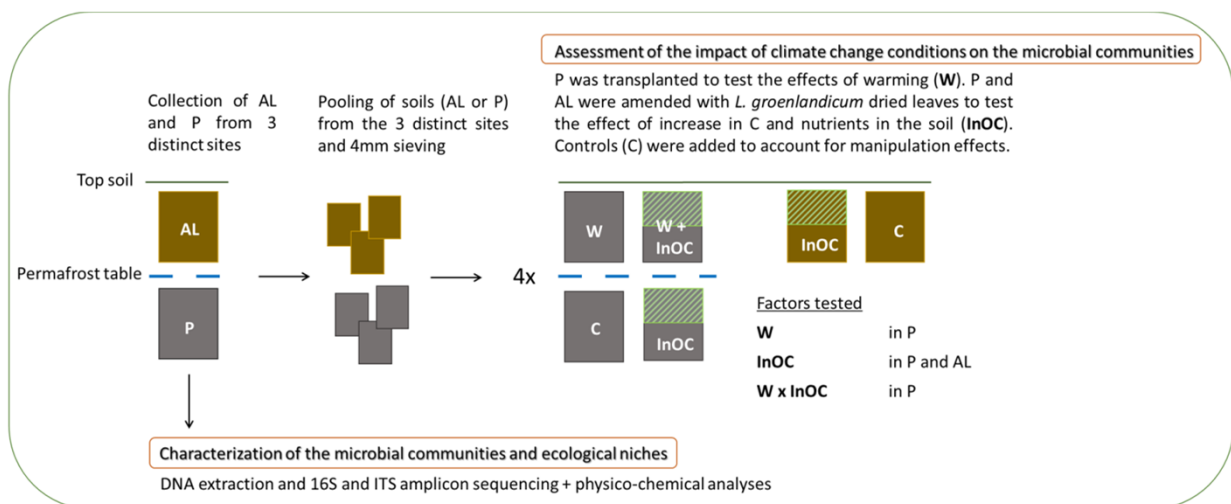 Assessment of the impact of climate change conditions on the microbial communities
P was transplanted to test the effects of warming (W). P and
AL were amended with L. groenlandicum dried leaves to test
the effect of increase in C and nutrients in the soil (InOC).
Controls (C) were added to account for manipulation effects.
Collection of AL
and P from 3
distinct sites
Pooling of soils (AL or P)
from the 3 distinct sites
and 4mm sieving
Top soil
AL
W
W +
InOC
InOC
C
Permafrost table
4x
P
C
InOC
Factors tested
W in P
InOC in P and AL
W x InOC in P
Characterization of the microbial communities and ecological niches
DNA extraction and 16S and ITS amplicon sequencing + physico-chemical analyses